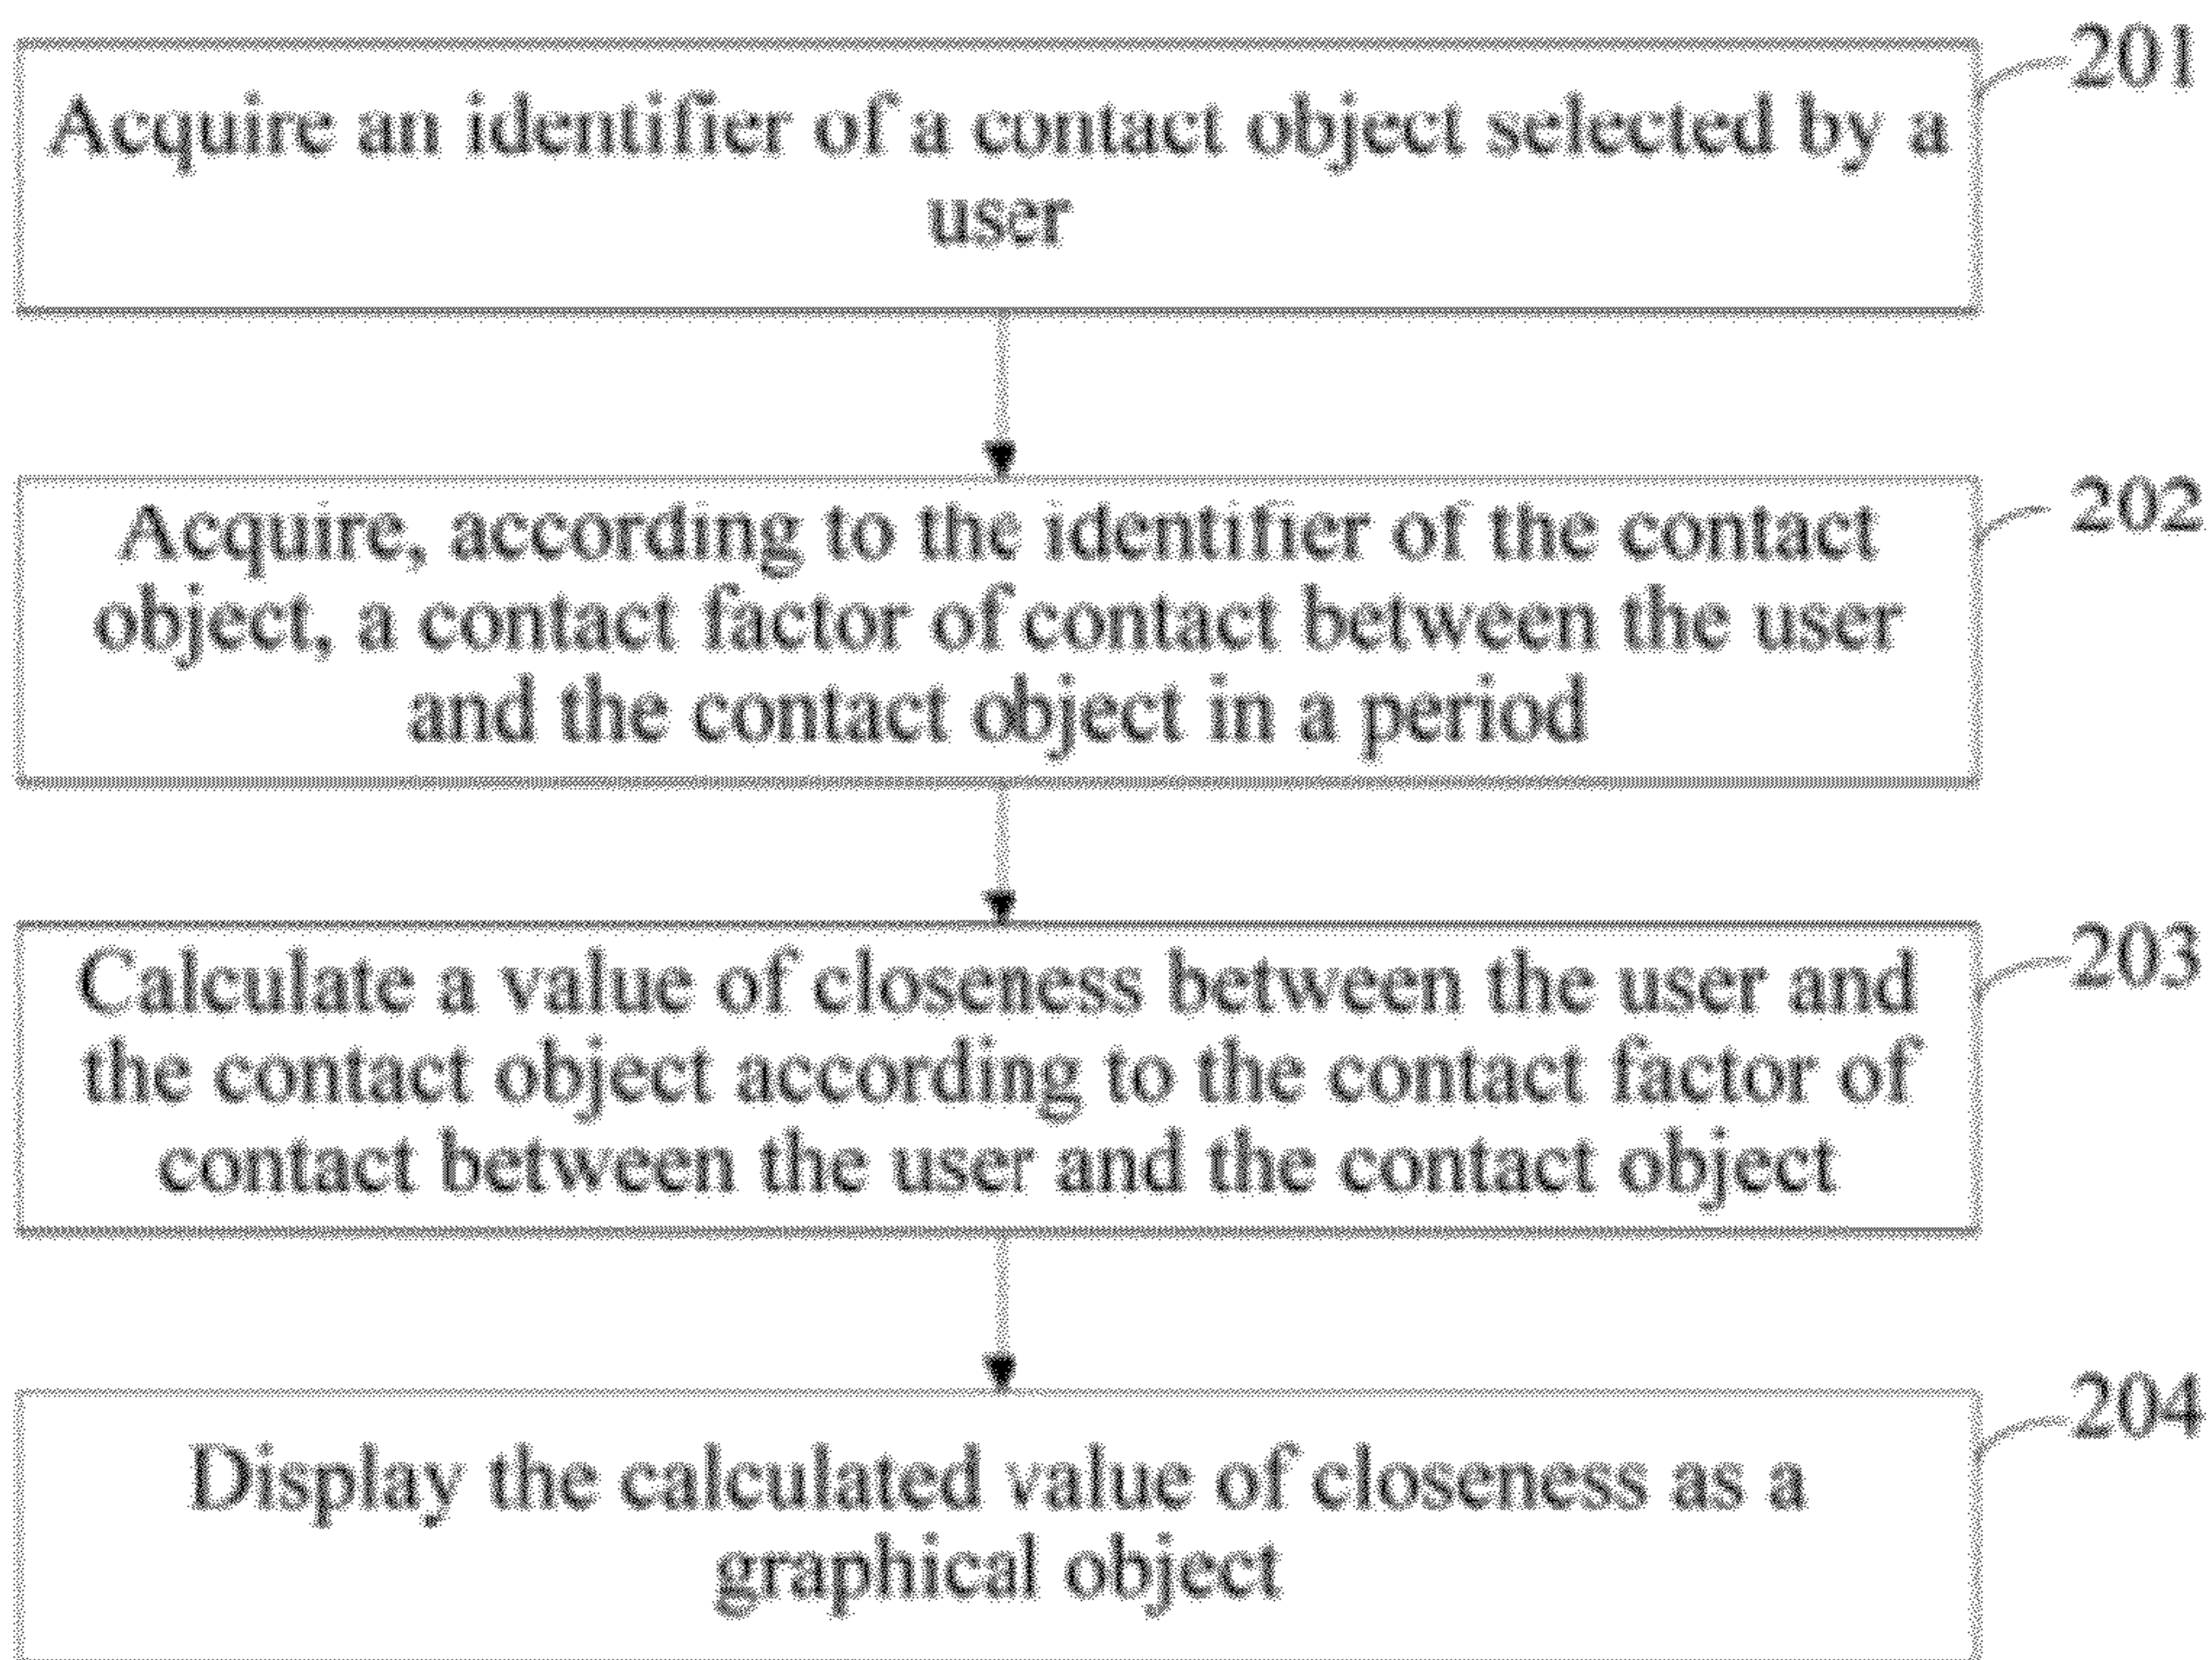 201
Acquire an identifier of a contact object selected by a
user
202
Acquire, according to the identifier of the contact
object, a contact factor of contact between the user
and the contact object in a period
203
Calculate a value of closeness between the user and
the contact object according to the contact factor of
contact between the user and the contact object
204
Display the calculated value of closeness as a
graphical object